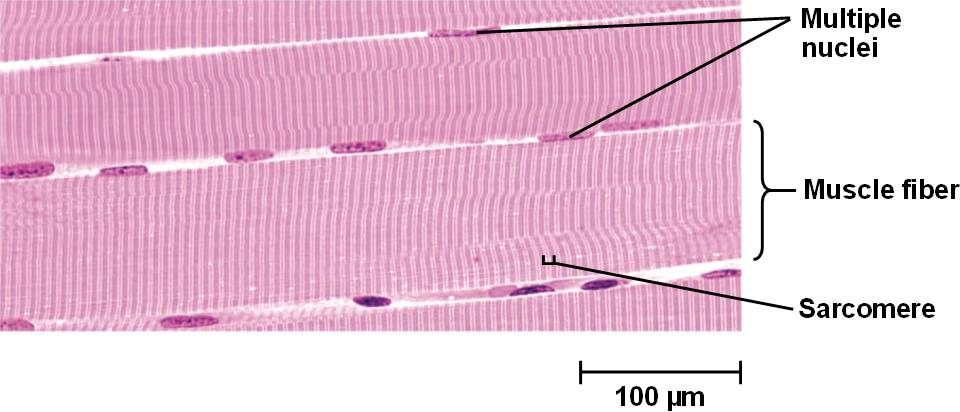 Multiple
nuclei
Muscle fiber
Sarcomere
100 µm